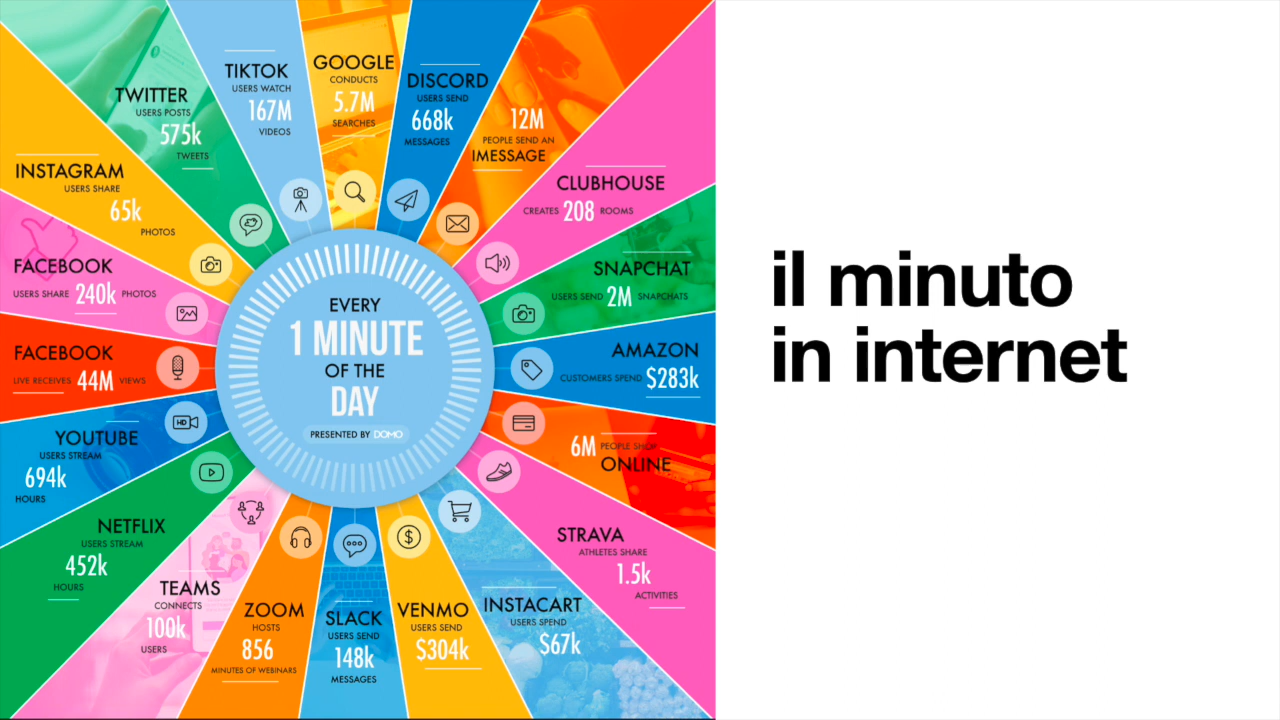 GOOGLE
CONDUCTS
5.7M
SEARCHES
DISCORD
USERS SEND
668k
MESSAGES
12M
PEOPLE SEND AN
IMESSAGE
CLUBHOUSE
CREATES 208 ROOMS
SNAPCHAT
USERS SEND 2M SNAPCHATS
AMAZON
CUSTOMERS SPEND $283k
6M PEOPLE SHOP
ONLINE
STRAVA
ATHLETES SHARE
1.5k
ACTIVITIES
INSTACART
USERS SPEND
$67k
VENMO
USERS SEND
$304k
SLACK
USERS SEND
148k
MESSAGES
ZOOM
HOSTS
856
MINUTES OF WEBINARS
TEAMS
CONNECTS
100k
USERS
NETFLIX
USERS STREAM
452k
HOURS
YOUTUBE
USERS STREAM
694k
HOURS
FACEBOOK
LIVE RECEIVES 44M VIEWS
FACEBOOK
USERS SHARE 240k PHOTOS
INSTAGRAM
USERS SHARE
65k
PHOTOS
TWITTER
USERS POSTS
575k
TWEETS
TIKTOK
USERS WATCH
167M
VIDEOS
EVERY
1 MINUTE
OF THE
DAY
PRESENTED BY DOMO
HD
$
il minuto
in internet